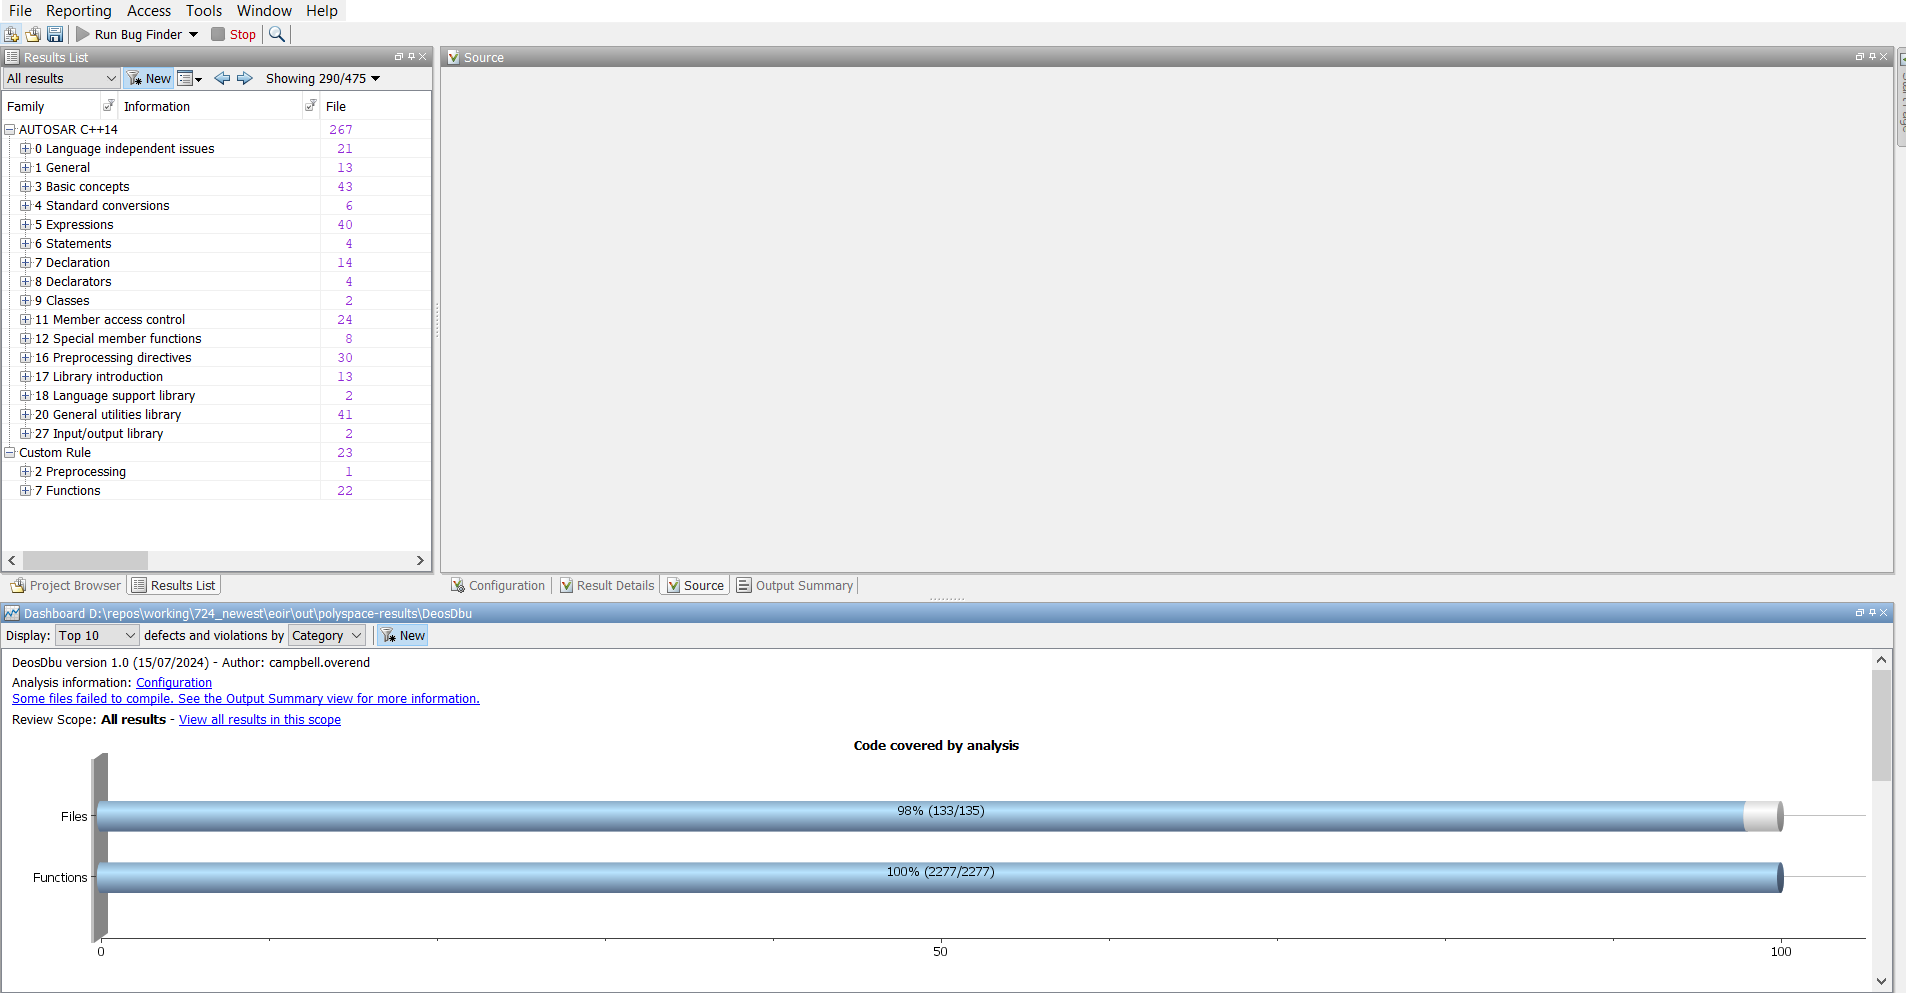 File Reporting Access Tools Window Help
Run Bug Finder Stop
Results List
All results New Showing 290/475
Family Information File
AUTOSAR C++14 267
0 Language independent issues 21
1 General 13
3 Basic concepts 43
4 Standard conversions 6
5 Expressions 40
6 Statements 4
7 Declaration 14
8 Declarators 4
9 Classes 2
11 Member access control 24
12 Special member functions 8
16 Preprocessing directives 30
17 Library introduction 13
18 Language support library 2
20 General utilities library 41
27 Input/output library 2
Custom Rule 23
2 Preprocessing 1
7 Functions 22
Project Browser Results List
Source
Configuration Result Details Source Output Summary
Dashboard D:\repos\working\724_newest\eoir\out\polyspace-results\DeosDbu
Display: Top 10 defects and violations by Category New
DeosDbu version 1.0 (15/07/2024) - Author: campbell.overend
Analysis information: Configuration
Some files failed to compile. See the Output Summary view for more information.
Review Scope: All results - View all results in this scope
Code covered by analysis
Files 98% (133/135)
Functions 100% (2277/2277)
0 50 100